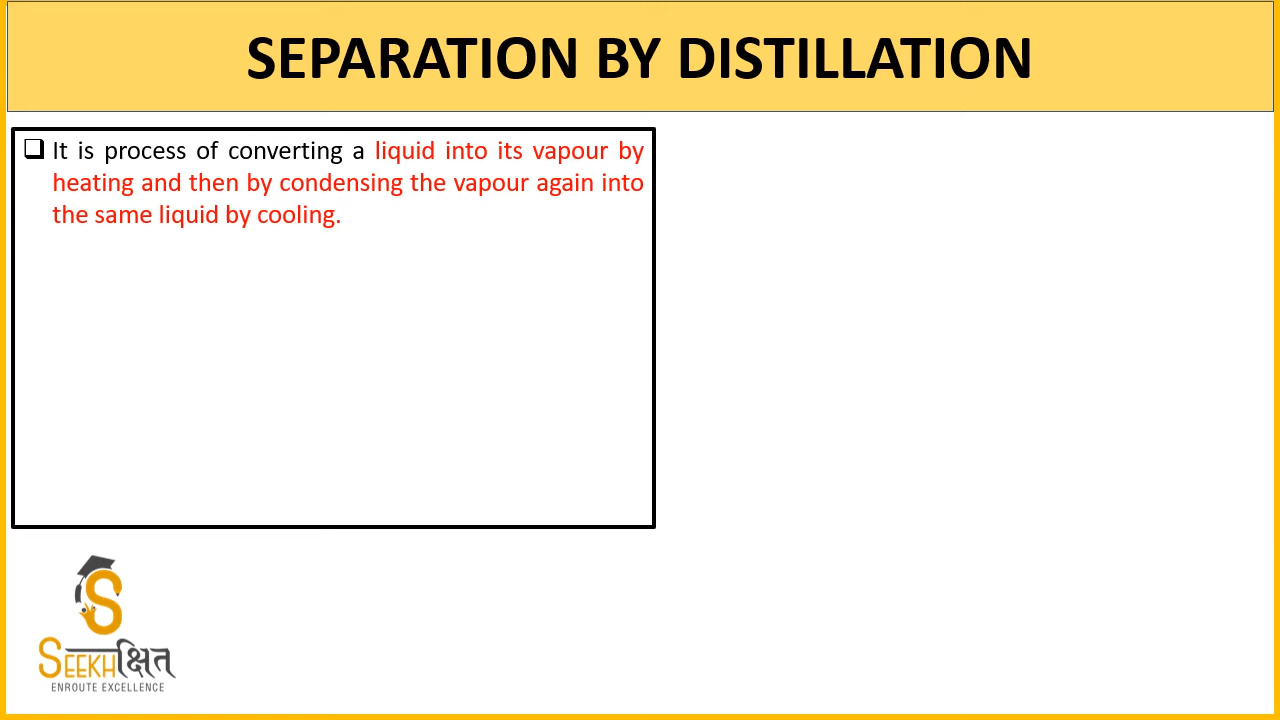 SEPARATION BY DISTILLATION
It is process of converting a liquid into its vapour by
heating and then by condensing the vapour again into
the same liquid by cooling.
S
SEEKHक्षित
ENROUTE EXCELLENCE